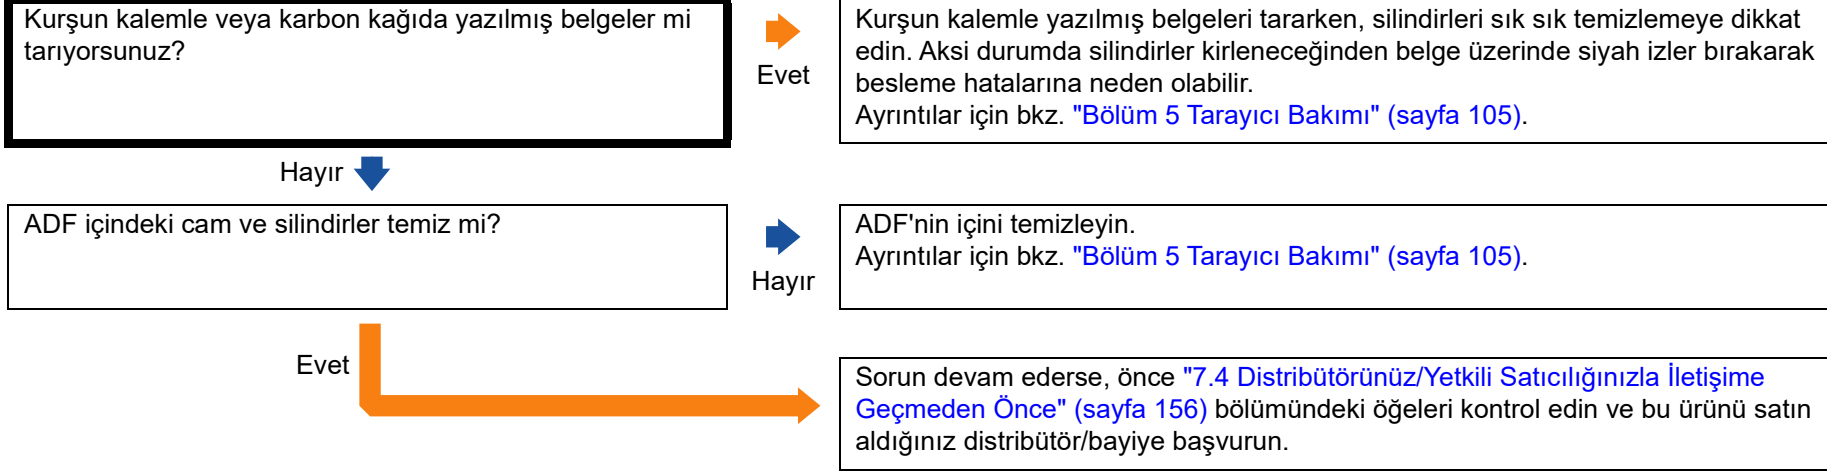 Kurşun kalemle veya karbon kağıda yazılmış belgeler mi
tarıyorsunuz?
Evet
Kurşun kalemle yazılmış belgeleri tararken, silindirleri sık sık temizlemeye dikkat
edin. Aksi durumda silindirler kirleneceğinden belge üzerinde siyah izler bırakarak
besleme hatalarına neden olabilir.
Ayrıntılar için bkz. "Bölüm 5 Tarayıcı Bakımı" (sayfa 105).
Hayır
ADF içindeki cam ve silindirler temiz mi?
Hayır
ADF'nin içini temizleyin.
Ayrıntılar için bkz. "Bölüm 5 Tarayıcı Bakımı" (sayfa 105).
Evet
Sorun devam ederse, önce "7.4 Distribütörünüz/Yetkili Satıcılığınızla İletişime
Geçmeden Önce" (sayfa 156) bölümündeki öğeleri kontrol edin ve bu ürünü satın
aldığınız distribütör/bayiye başvurun.